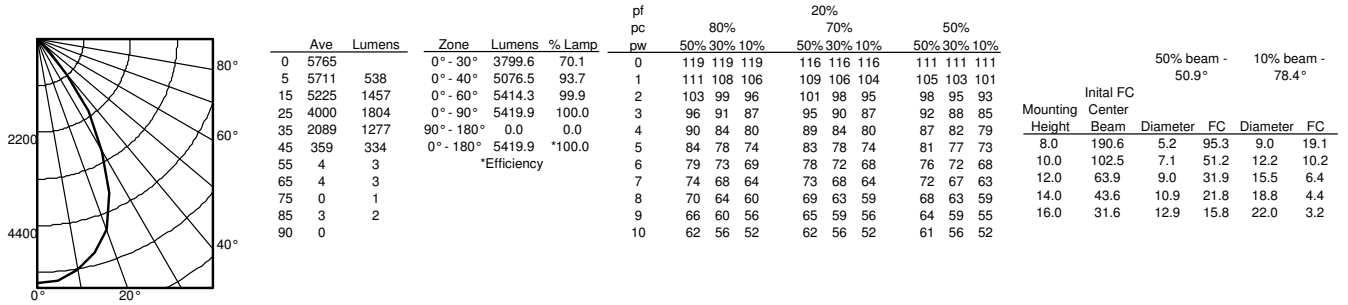 80°
60°
40°
2200
4400
0° 20°
Ave Lumens
0 5765
5 5711 538
15 5225 1457
25 4000 1804
35 2089 1277
45 359 334
55 4 3
65 4 3
75 0 1
85 3 2
90 0
Zone Lumens % Lamp
0° - 30° 3799.6 70.1
0° - 40° 5076.5 93.7
0° - 60° 5414.3 99.9
0° - 90° 5419.9 100.0
90° - 180° 0.0 0.0
0° - 180° 5419.9 *100.0
*Efficiency
pf 20%
pc 80% 70% 50%
pw 50% 30% 10% 50% 30% 10% 50% 30% 10%
0 119 119 119 116 116 116 111 111 111
1 111 108 106 109 106 104 105 103 101
2 103 99 96 101 98 95 98 95 93
3 96 91 87 95 90 87 92 88 85
4 90 84 80 89 84 80 87 82 79
5 84 78 74 83 78 74 81 77 73
6 79 73 69 78 72 68 76 72 68
7 74 68 64 73 68 64 72 67 63
8 70 64 60 69 63 59 68 63 59
9 66 60 56 65 59 56 64 59 55
10 62 56 52 62 56 52 61 56 52
50% beam - 10% beam -
50.9° 78.4°
Inital FC
Mounting Center
Height Beam Diameter FC Diameter FC
8.0 190.6 5.2 95.3 9.0 19.1
10.0 102.5 7.1 51.2 12.2 10.2
12.0 63.9 9.0 31.9 15.5 6.4
14.0 43.6 10.9 21.8 18.8 4.4
16.0 31.6 12.9 15.8 22.0 3.2